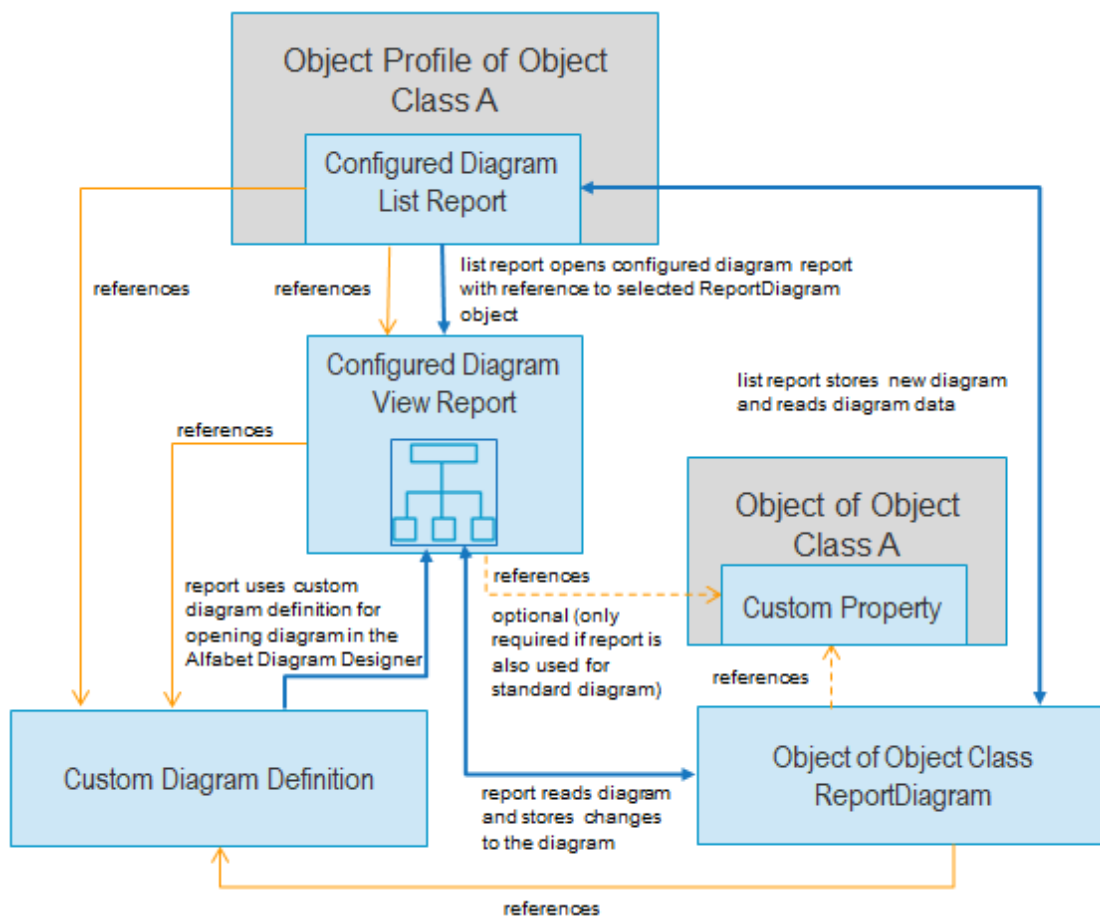 Object Profile of Object
Class A
Configured Diagram
List Report
references
references
list report opens configured diagram report
with reference to selected ReportDiagram
object
Configured Diagram
View Report
list report stores new diagram
and reads diagram data
references
Object of Object
Class A
Custom Property
references
optional (only
required if report is
also used for
standard diagram)
report uses custom
diagram definition for
opening diagram in the
Alfabet Diagram Designer
references
Custom Diagram Definition
Object of Object Class
ReportDiagram
report reads diagram
and stores changes
to the diagram
references